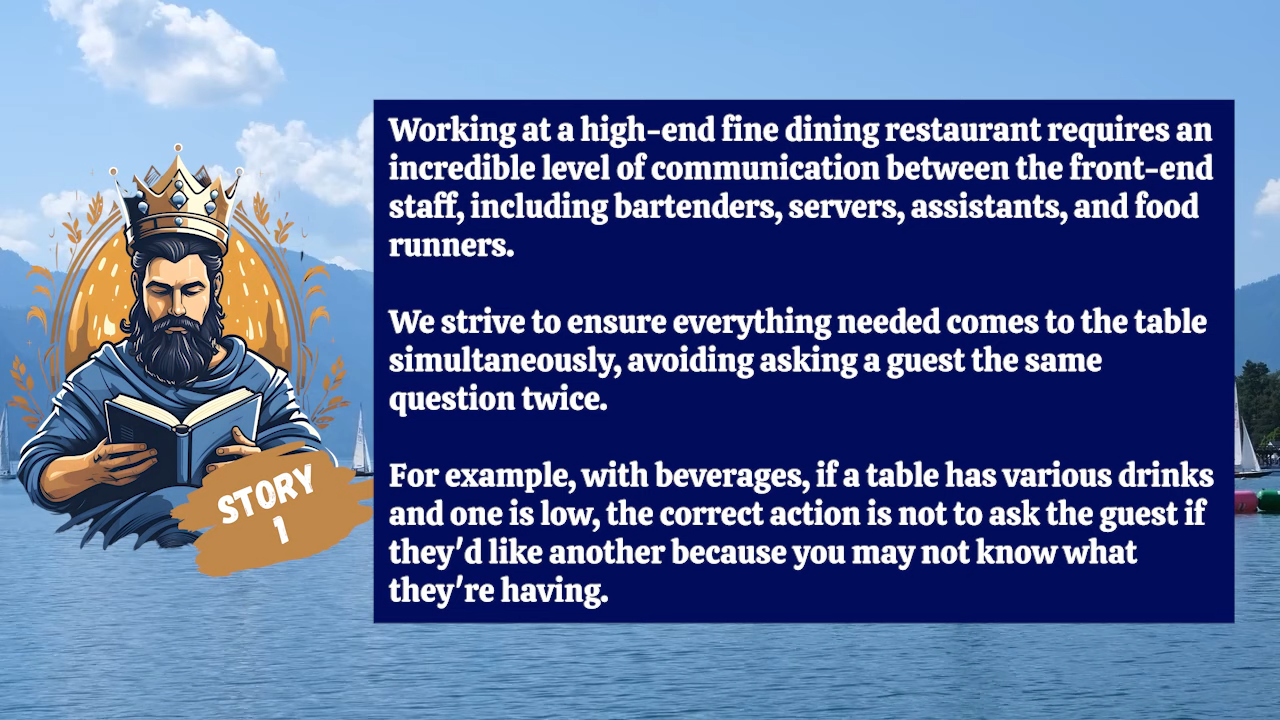 Working at a high-end fine dining restaurant requires an
incredible level of communication between the front-end
staff, including bartenders, servers, assistants, and food
runners.
We strive to ensure everything needed comes to the table
simultaneously, avoiding asking a guest the same
question twice.
For example, with beverages, if a table has various drinks
and one is low, the correct action is not to ask the guest if
they'd like another because you may not know what
they're having.
STORY
1